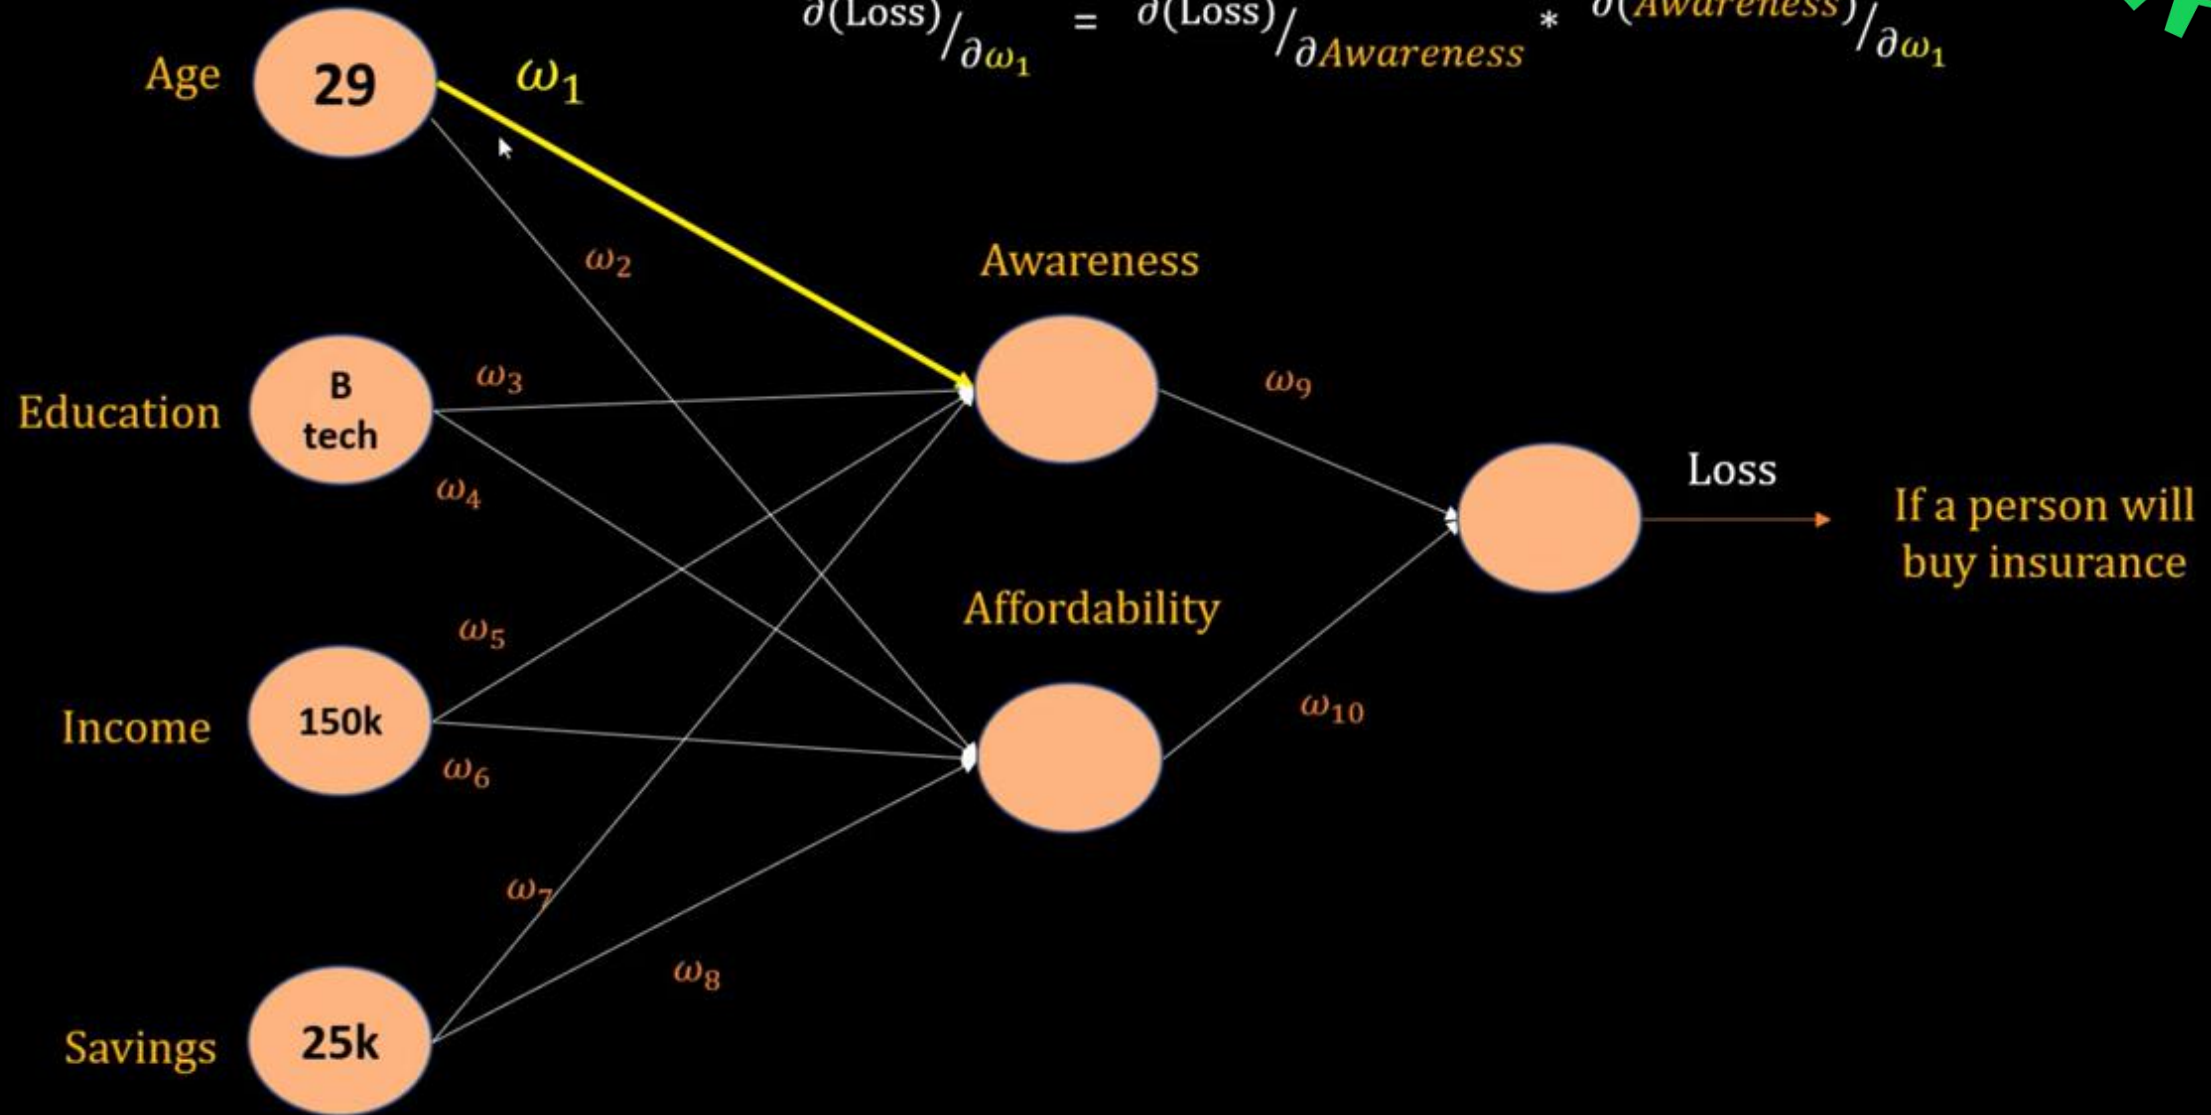 ∂(Loss)/∂ω₁ = ∂(Loss)/∂Awareness * ∂(Awareness)/∂ω₁
Age
29
ω₁
ω₂
Awareness
Education
B
tech
ω₃
ω₄
ω₉
Loss
If a person will
buy insurance
Affordability
ω₅
Income
150k
ω₆
ω₁₀
ω₇
ω₈
Savings
25k